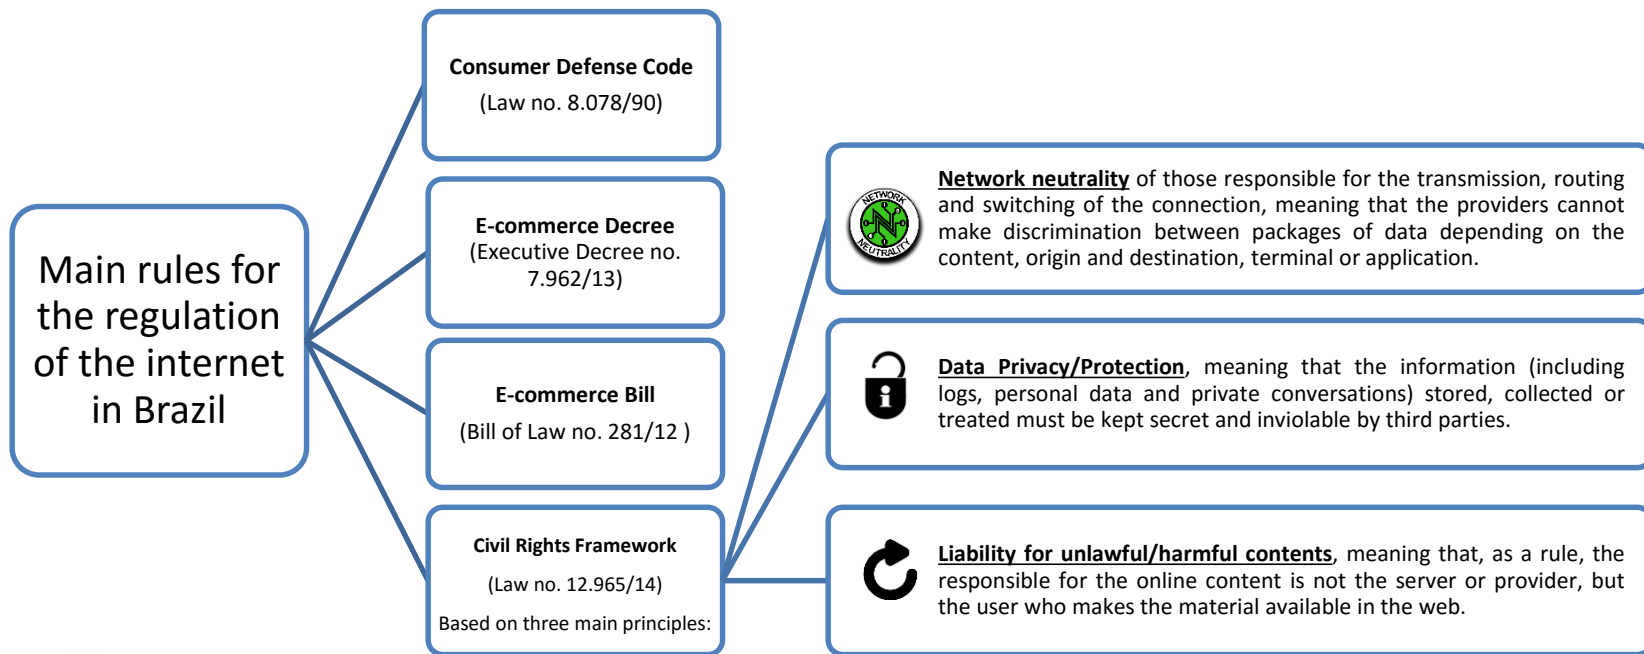 Main rules for
the regulation
of the internet
in Brazil
Consumer Defense Code
(Law no. 8.078/90)
E-commerce Decree
(Executive Decree no.
7.962/13)
E-commerce Bill
(Bill of Law no. 281/12 )
Civil Rights Framework
(Law no. 12.965/14)
Based on three main principles:
NETWORK
N
NEUTRALITY
Network neutrality of those responsible for the transmission, routing
and switching of the connection, meaning that the providers cannot
make discrimination between packages of data depending on the
content, origin and destination, terminal or application.
i
Data Privacy/Protection, meaning that the information (including
logs, personal data and private conversations) stored, collected or
treated must be kept secret and inviolable by third parties.
Liability for unlawful/harmful contents, meaning that, as a rule, the
responsible for the online content is not the server or provider, but
the user who makes the material available in the web.